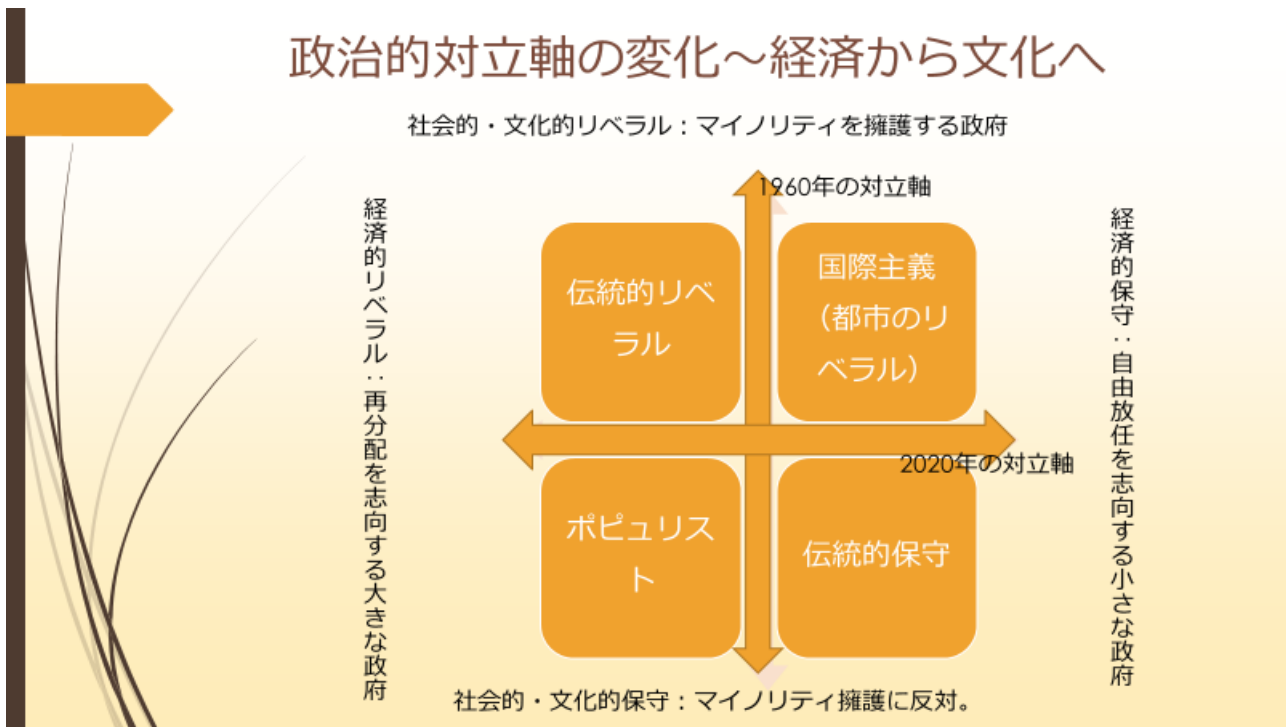 政治的対立軸の変化～経済から文化へ
社会的・文化的リベラル：マイノリティを擁護する政府
1960年の対立軸
経済的リベラル：再分配を志向する大きな政府
伝統的リベ
ラル
国際主義
（都市のリ
ベラル）
経済的保守：自由放任を志向する小さな政府
2020年の対立軸
ポピュリス
ト
伝統的保守
社会的・文化的保守：マイノリティ擁護に反対。